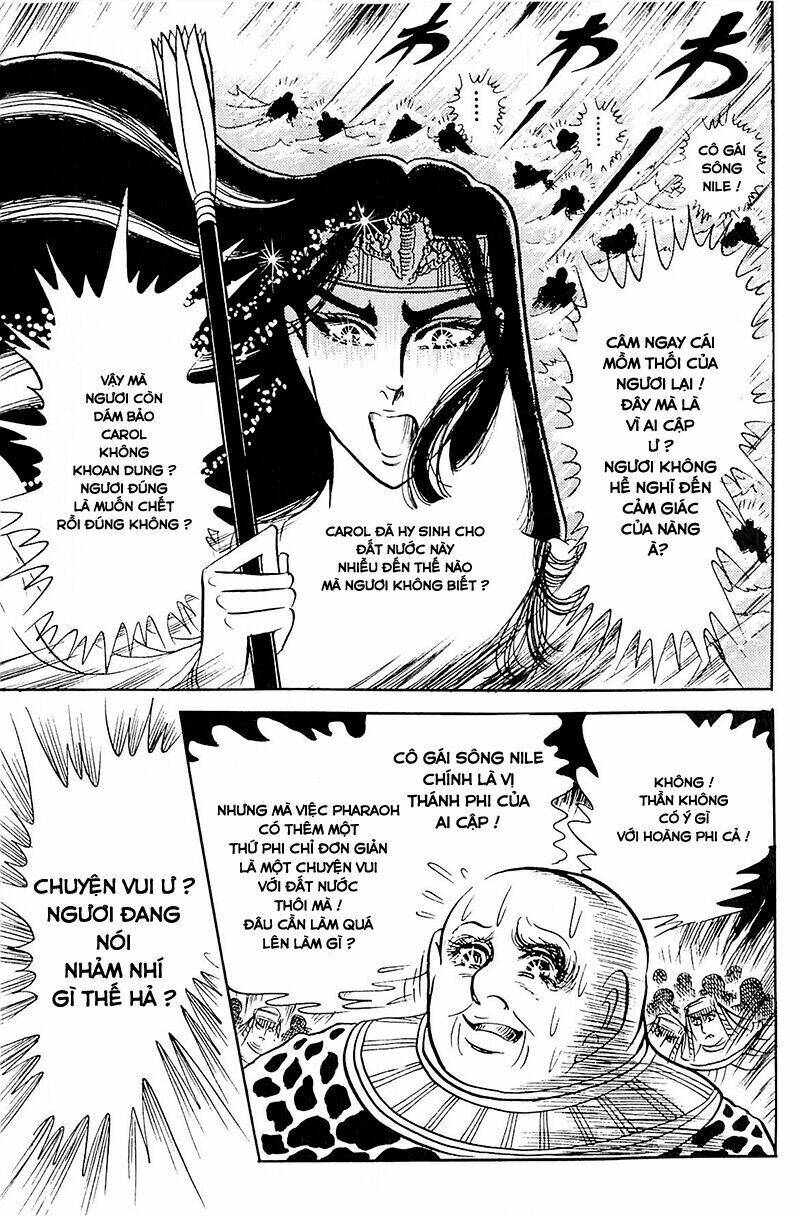 わ わ わ
......
......
CÔ GÁI
SÔNG
NILE !
CÂM NGAY CÁI
MỒM THỐI CỦA
NGƯƠI LẠI !
ĐÂY MÀ LÀ
VÌ AI CẬP
Ư ?
NGƯƠI KHÔNG
HỀ NGHĨ ĐẾN
CẢM GIÁC
CỦA NÀNG
À?
CAROL ĐÃ HY SINH CHO
ĐẤT NƯỚC NÀY
NHIỀU ĐẾN THẾ NÀO
MÀ NGƯƠI KHÔNG BIẾT ?
VẬY MÀ
NGƯƠI CÒN
DÁM BẢO
CAROL
KHÔNG
KHOAN DUNG ?
NGƯƠI ĐÚNG
LÀ MUỐN CHẾT
RỒI ĐÚNG KHÔNG ?
KHÔNG !
THẦN KHÔNG
CÓ Ý GÌ
VỚI HOÀNG PHI CẢ !
CÔ GÁI SÔNG NILE
CHÍNH LÀ VỊ
THÁNH PHI CỦA
AI CẬP !
NHƯNG MÀ VIỆC PHARAOH
CÓ THÊM MỘT
THỨ PHI CHỈ ĐƠN GIẢN
LÀ MỘT CHUYỆN VUI
VỚI ĐẤT NƯỚC
THÔI MÀ !
ĐÂU CẦN LÀM QUÁ
LÊN LÀM GÌ ?
CHUYỆN VUI Ư ?
NGƯƠI ĐANG
NÓI
NHẢM NHÍ
GÌ THẾ HẢ ?